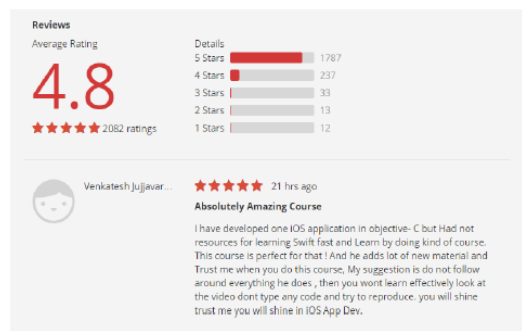 Reviews
Average Rating
4.8
2082 ratings
Details
5 Stars 1787
4 Stars 237
3 Stars 33
2 Stars 13
1 Stars 12
Venkatesh Jujjavar...
21 hrs ago
Absolutely Amazing Course
I have developed one iOS application in objective- C but Had not
resources for learning Swift fast and Learn by doing kind of course.
This course is perfect for that ! And he adds lot of new material and
Trust me when you do this course, My suggestion is do not follow
around everything he does , then you wont learn effectively look at
the video dont type any code and try to reproduce. you will shine
trust me you will shine in iOS App Dev.